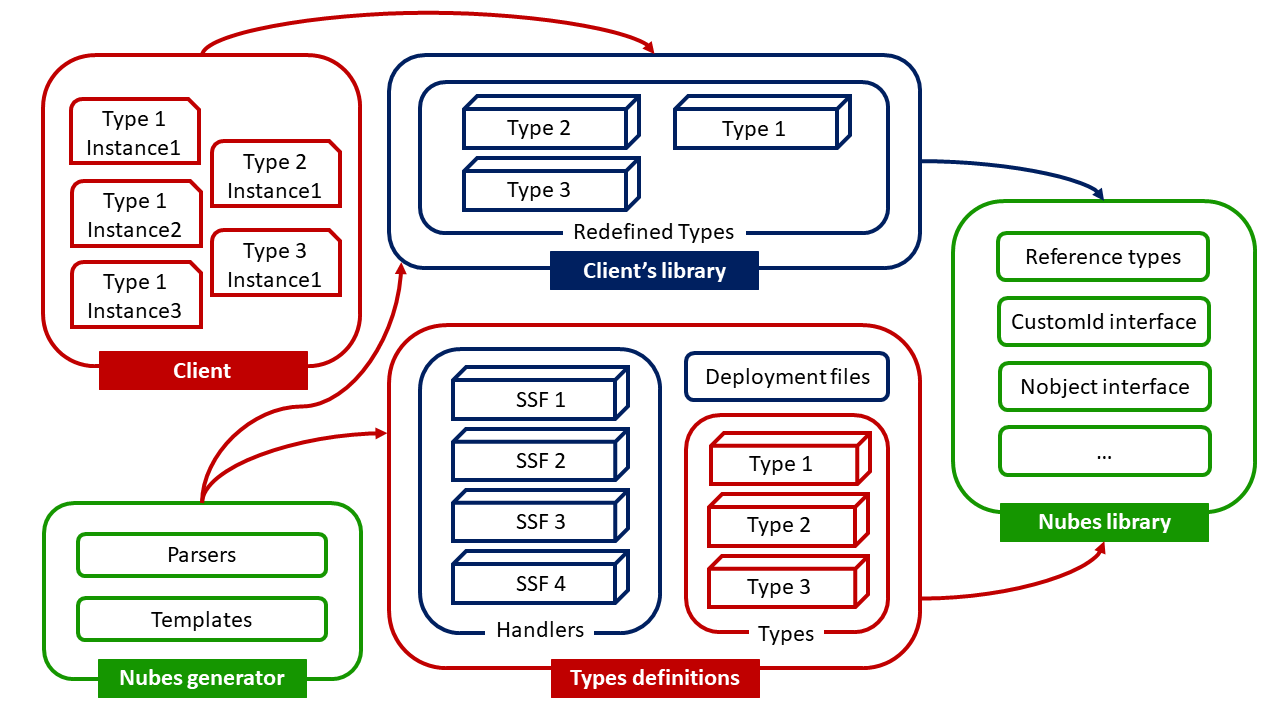 Type 1
Instance1
Type 2
Instance1
Type 1
Instance2
Type 3
Instance1
Type 1
Instance3
Client
Type 2
Type 1
Type 3
Redefined Types
Client’s library
Reference types
CustomId interface
Nobject interface
...
Nubes library
SSF 1
SSF 2
SSF 3
SSF 4
Handlers
Deployment files
Type 1
Type 2
Type 3
Types
Types definitions
Parsers
Templates
Nubes generator